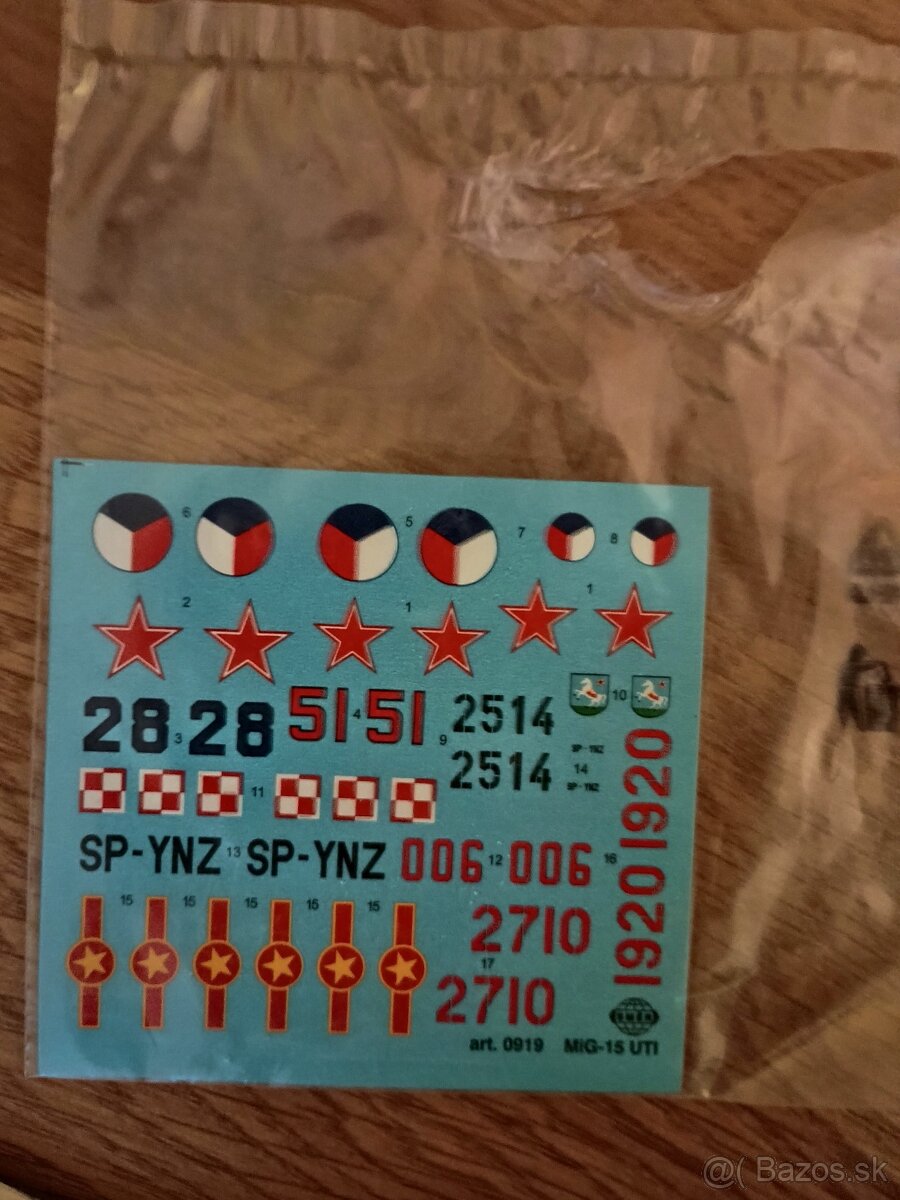 6 5 7 8
2 1 1
28 3 28 51 4 51 9 2514 10
2514
SP-YNZ
14
SP-YNZ
11
SP-YNZ 13 SP-YNZ 006 12 006 16
1920 1920
15 15 15 15 15
2710
17
2710
art. 0919 MiG-15 UTI
@( Bazos.sk